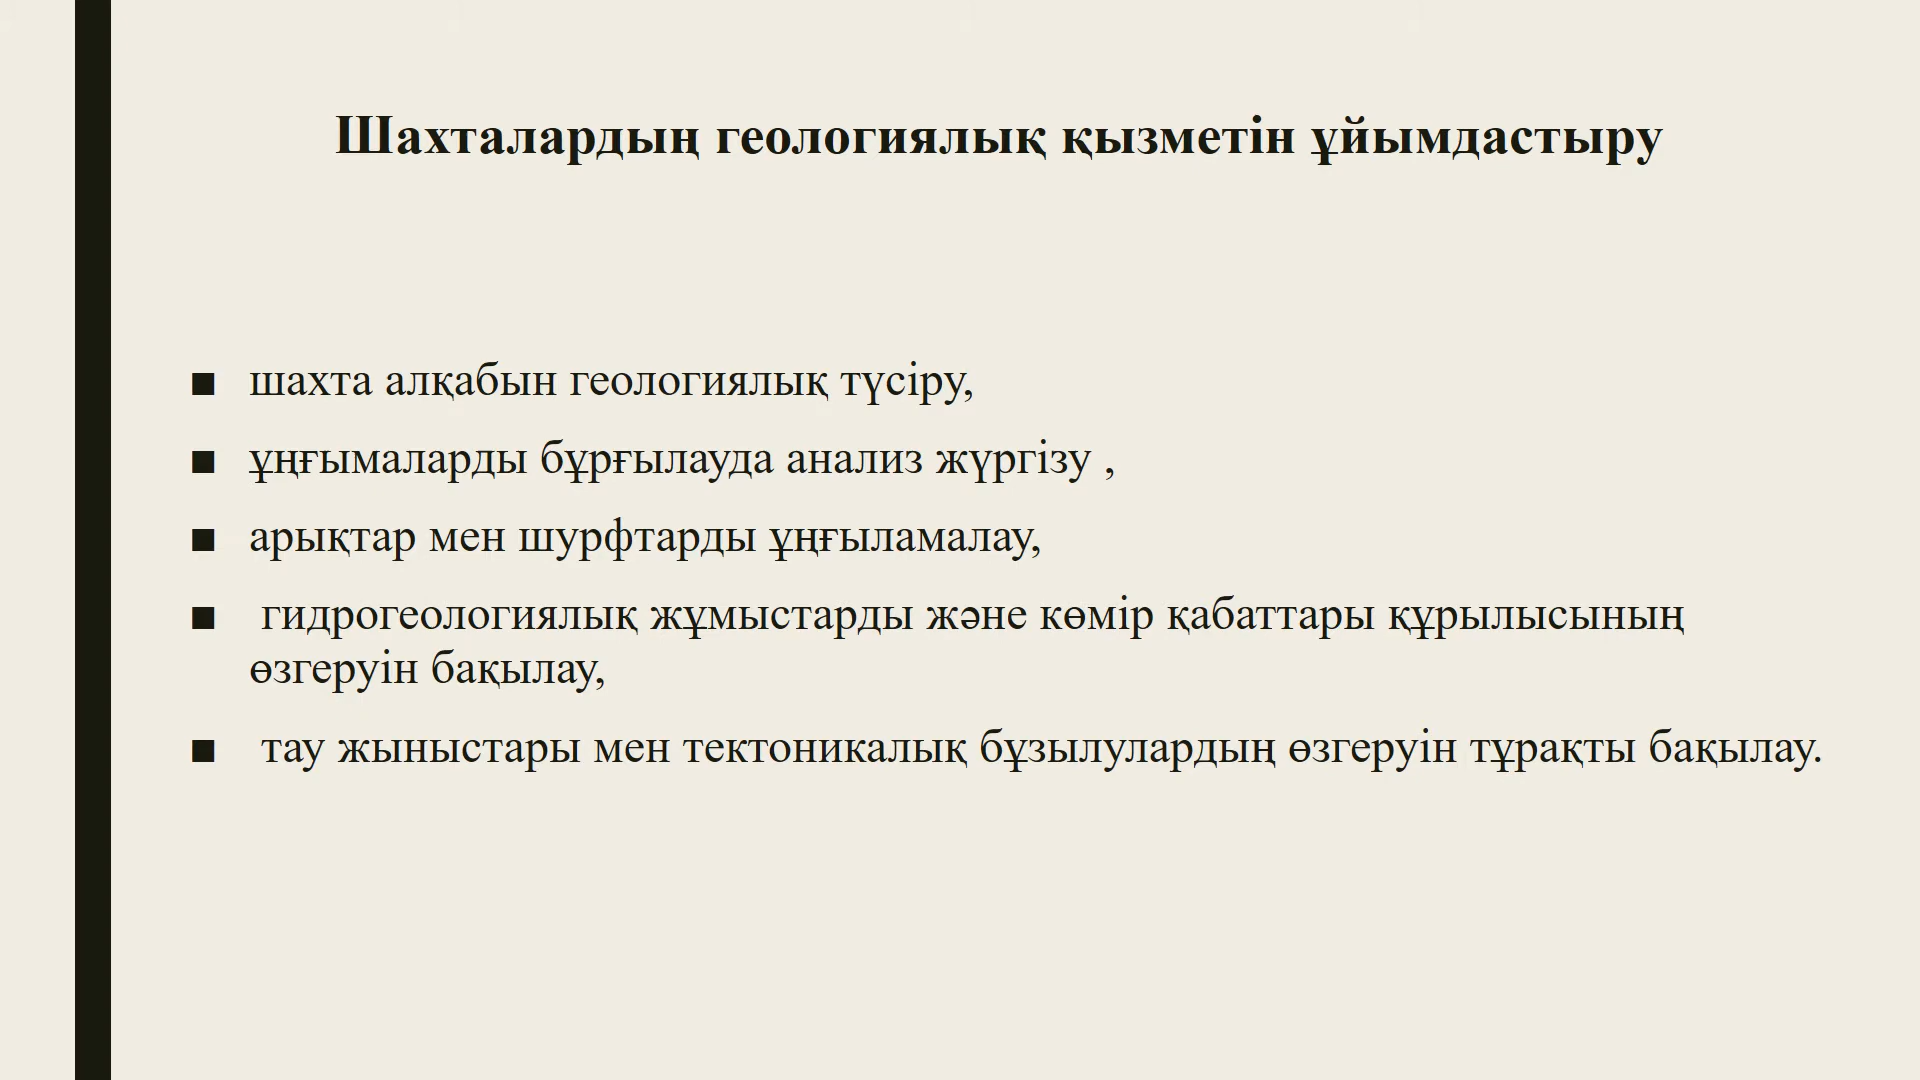 Шахталардың геологиялық қызметін ұйымдастыру
■ шахта алқабын геологиялық түсіру,
■ ұңғымаларды бұрғылауда анализ жүргізу ,
■ арықтар мен шурфтарды ұңғыламалау,
■ гидрогеологиялық жұмыстарды және көмір қабаттары құрылысының
өзгеруін бақылау,
■ тау жыныстары мен тектоникалық бұзылулардың өзгеруін тұрақты бақылау.